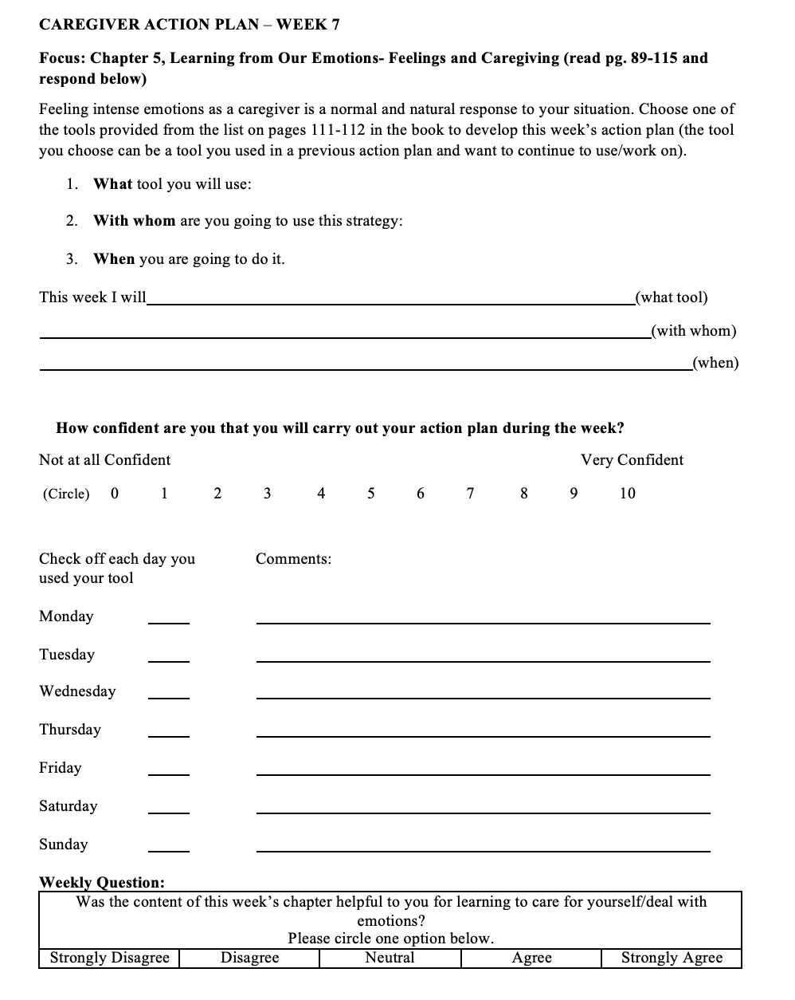 CAREGIVER ACTION PLAN – WEEK 7
Focus: Chapter 5, Learning from Our Emotions- Feelings and Caregiving (read pg. 89-115 and
respond below)
Feeling intense emotions as a caregiver is a normal and natural response to your situation. Choose one of
the tools provided from the list on pages 111-112 in the book to develop this week’s action plan (the tool
you choose can be a tool you used in a previous action plan and want to continue to use/work on).
1. What tool you will use:
2. With whom are you going to use this strategy:
3. When you are going to do it.
This week I will (what tool)
(with whom)
(when)
How confident are you that you will carry out your action plan during the week?
Not at all Confident Very Confident
(Circle) 0 1 2 3 4 5 6 7 8 9 10
Check off each day you Comments:
used your tool
Monday
Tuesday
Wednesday
Thursday
Friday
Saturday
Sunday
Weekly Question:
Was the content of this week’s chapter helpful to you for learning to care for yourself/deal with
emotions?
Please circle one option below.
Strongly Disagree Disagree Neutral Agree Strongly Agree